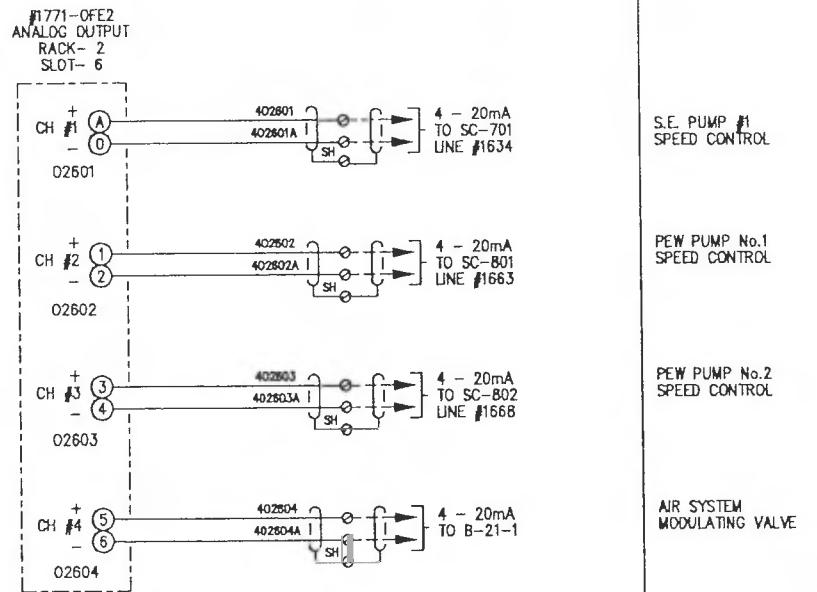 #1771-OFE2
ANALOG OUTPUT
RACK- 2
SLOT- 6
CH #1
+
-
A
0
O2601
402601
402601A
SH
4 - 20mA
TO SC-701
LINE #1634
S.E. PUMP #1
SPEED CONTROL
CH #2
+
-
1
2
O2602
402602
402602A
SH
4 - 20mA
TO SC-801
LINE #1663
PEW PUMP No.1
SPEED CONTROL
CH #3
+
-
3
4
O2603
402603
402603A
SH
4 - 20mA
TO SC-802
LINE #1668
PEW PUMP No.2
SPEED CONTROL
CH #4
+
-
5
6
O2604
402604
402604A
SH
4 - 20mA
TO B-21-1
AIR SYSTEM
MODULATING VALVE